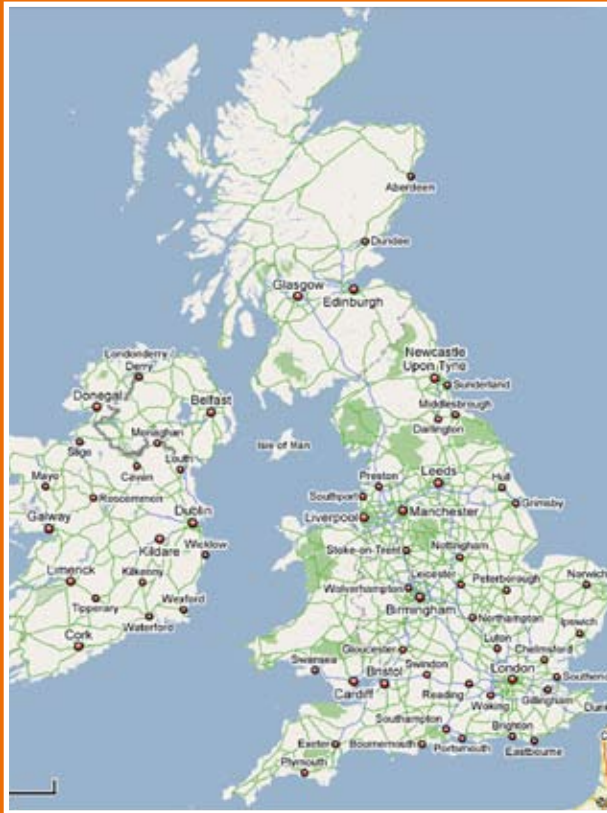 Aberdeen
Dundee
Glasgow
Edinburgh
Londonderry
Derry
Newcastle
Upon Tyne
Sunderland
Donegal
Belfast
Middlesbrough
Darlington
Monaghan
Isle of Man
Sligo
Louth
Cavan
Mayo
Roscommon
Preston
Leeds
Hull
Southport
Grimsby
Galway
Dublin
Liverpool
Manchester
Kildare
Wicklow
Stoke-on-Trent
Nottingham
Limerick
Kilkenny
Wolverhampton
Leicester
Peterborough
Norwich
Tipperary
Wexford
Birmingham
Waterford
Northampton
Ipswich
Cork
Gloucester
Luton
Chelmsford
Swansea
Swindon
London
Southend
Cardiff
Bristol
Reading
Gillingham
Woking
Southampton
Brighton
Exeter
Bournemouth
Portsmouth
Eastbourne
Plymouth